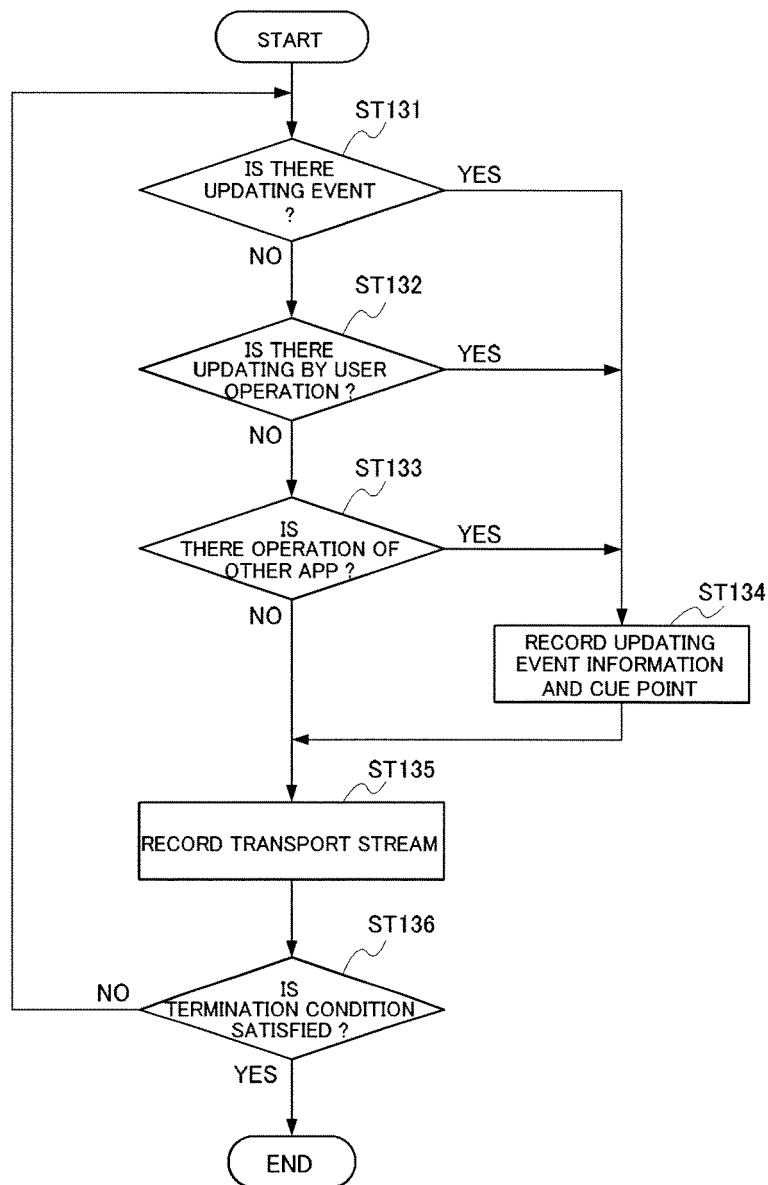 START
ST131
IS THERE
UPDATING EVENT
?
YES
NO
ST132
IS THERE
UPDATING BY USER
OPERATION ?
YES
NO
ST133
IS
THERE OPERATION OF
OTHER APP ?
YES
NO
ST134
RECORD UPDATING
EVENT INFORMATION
AND CUE POINT
ST135
RECORD TRANSPORT STREAM
ST136
IS
TERMINATION CONDITION
SATISFIED ?
NO
YES
END